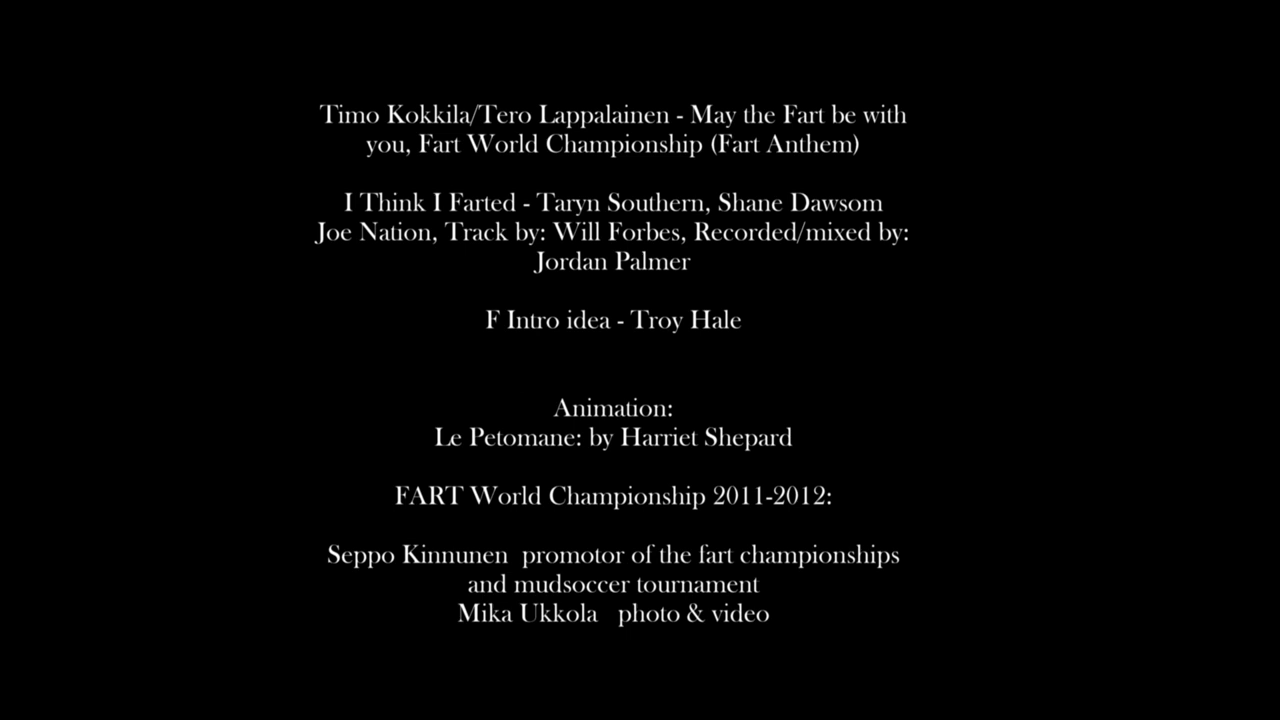 Timo Kokkila/Tero Lappalainen - May the Fart be with
you, Fart World Championship (Fart Anthem)
I Think I Farted - Taryn Southern, Shane Dawsom
Joe Nation, Track by: Will Forbes, Recorded/mixed by:
Jordan Palmer
F Intro idea - Troy Hale
Animation:
Le Petomane: by Harriet Shepard
FART World Championship 2011-2012:
Seppo Kinnunen  promotor of the fart championships
and mudsoccer tournament
Mika Ukkola   photo & video